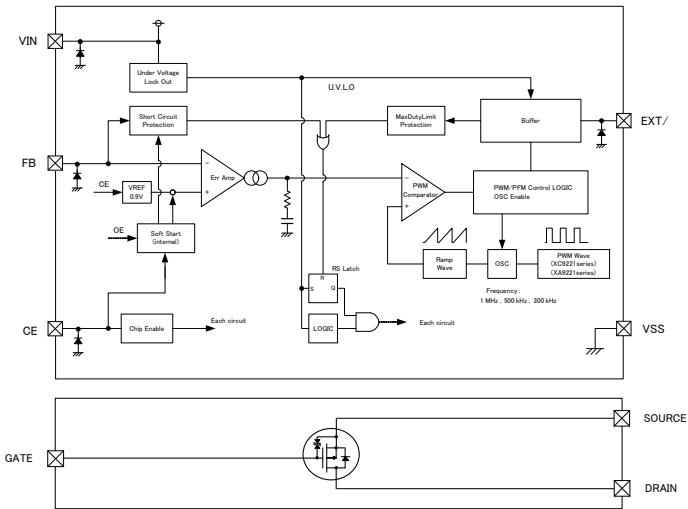 VIN
Under Voltage
Lock Out
U.V.L.O
Short Circuit
Protection
MaxDutyLimit
Protection
Buffer
EXT/
FB
−
Err Amp
+
CE
VREF
0.9V
−
PWM
Comparator
+
PWM/PFM Control LOGIC
OSC Enable
OE
Soft Start
(internal)
Ramp
Wave
OSC
PWM Wave
(XC9221series)
(XA9221series)
RS Latch
R
S
Q
Frequency:
1 MHz , 500 kHz , 300 kHz
CE
Chip Enable
Each circuit
LOGIC
Each circuit
VSS
SOURCE
GATE
DRAIN